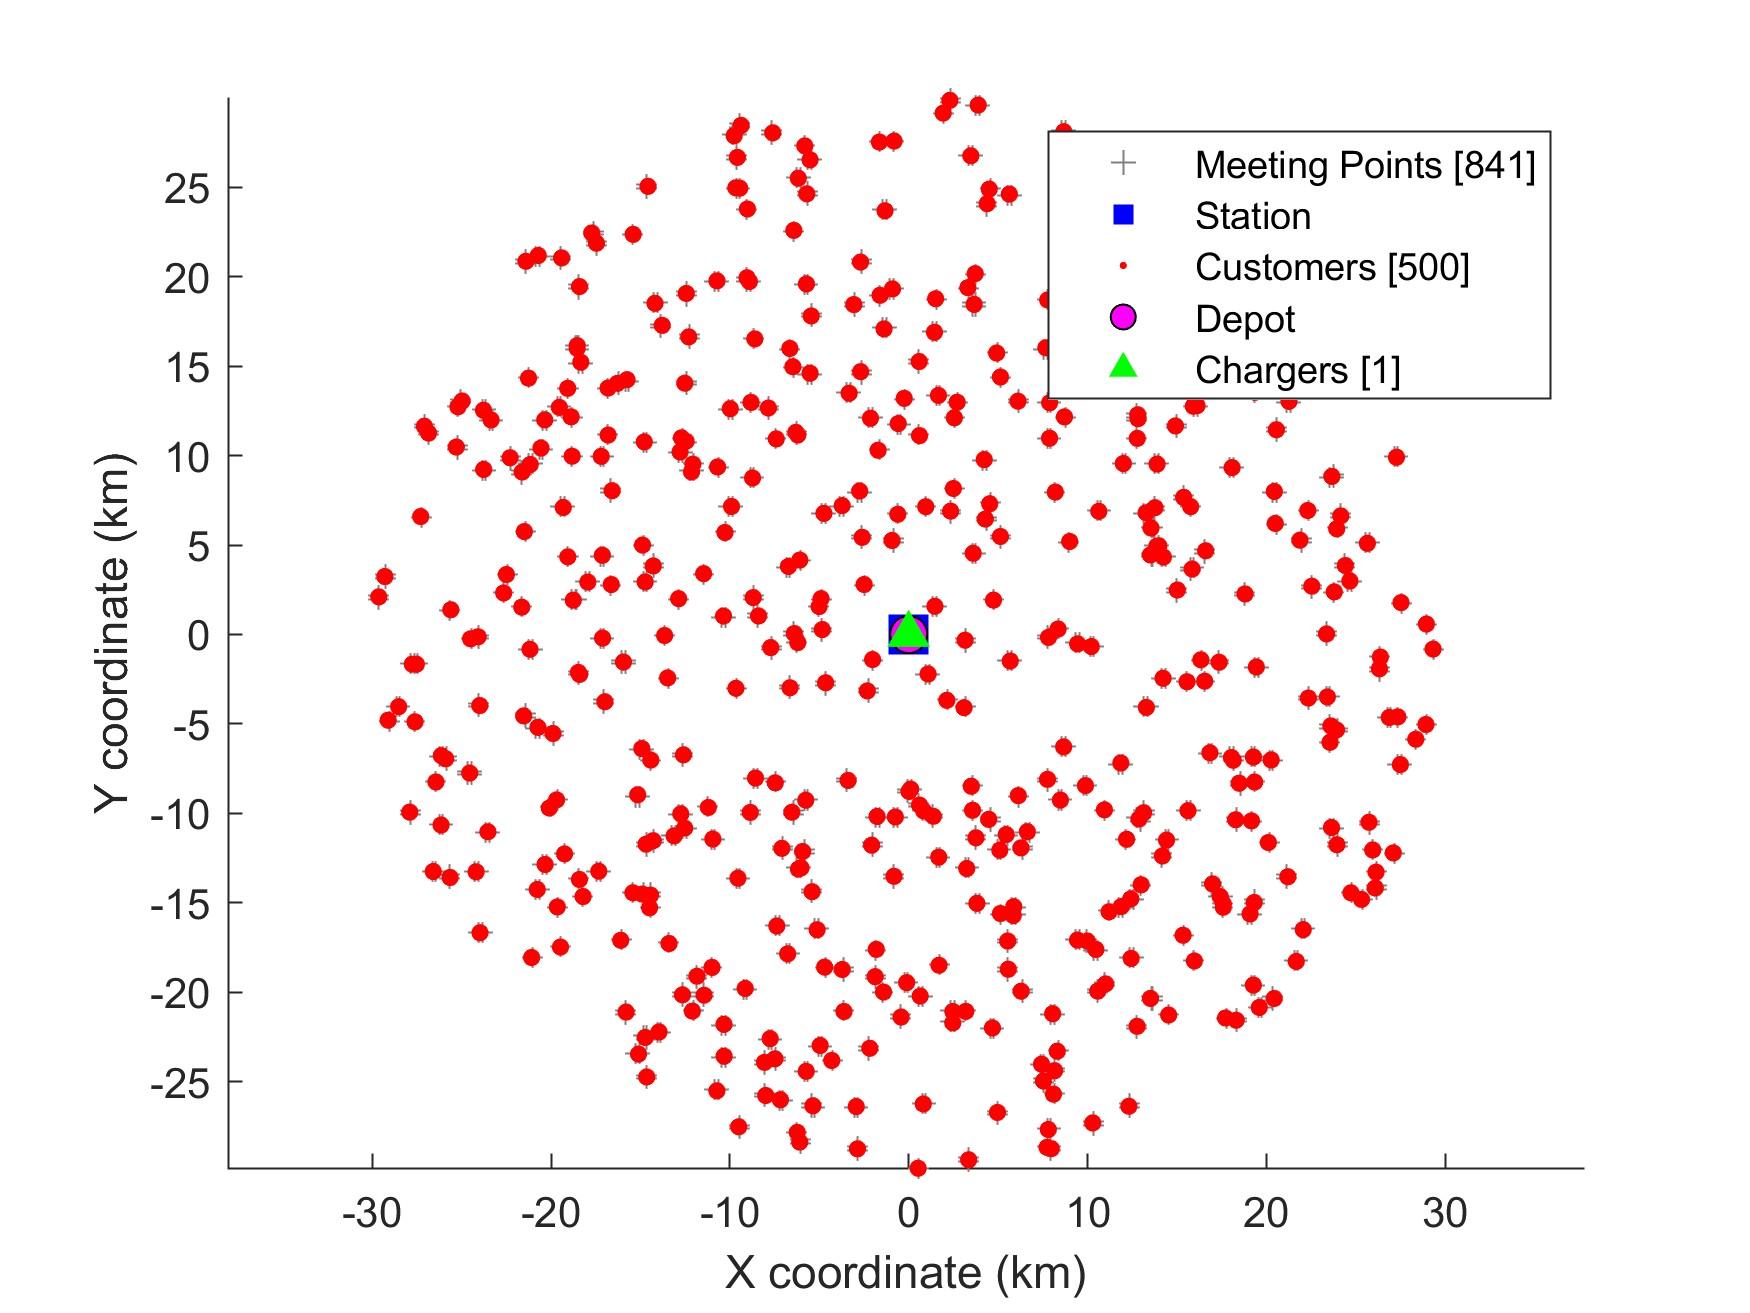 Meeting Points [841]
Station
Customers [500]
Depot
Chargers [1]
25
20
15
10
5
0
-5
-10
-15
-20
-25
Y coordinate (km)
-30 -20 -10 0 10 20 30
X coordinate (km)